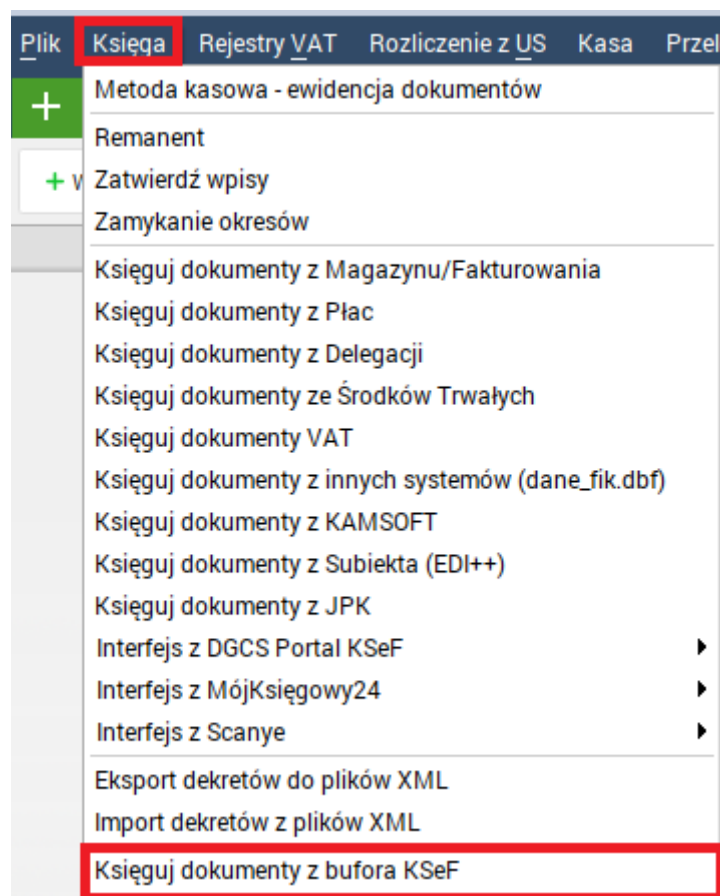 Plik Księga Rejestry VAT Rozliczenie z US Kasa
Metoda kasowa - ewidencja dokumentów
Remanent
Zatwierdź wpisy
Zamykanie okresów
Księguj dokumenty z Magazynu/Fakturowania
Księguj dokumenty z Płac
Księguj dokumenty z Delegacji
Księguj dokumenty ze Środków Trwałych
Księguj dokumenty VAT
Księguj dokumenty z innych systemów (dane_fik.dbf)
Księguj dokumenty z KAMSOFT
Księguj dokumenty z Subiekta (EDI++)
Księguj dokumenty z JPK
Interfejs z DGCS Portal KSeF
Interfejs z MójKsięgowy24
Interfejs z Scanye
Eksport dekretów do plików XML
Import dekretów z plików XML
Księguj dokumenty z bufora KSeF